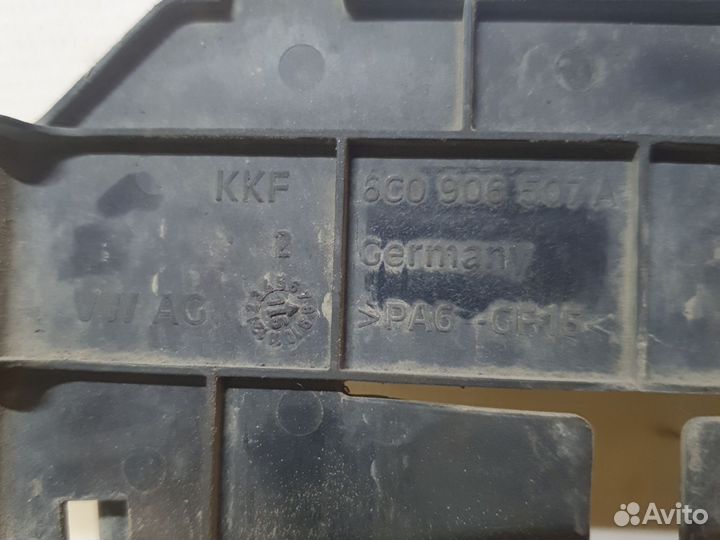 KKF
6C0 906 507 A
2
Germany
VW AG
>PA6 -GF15<
Avito